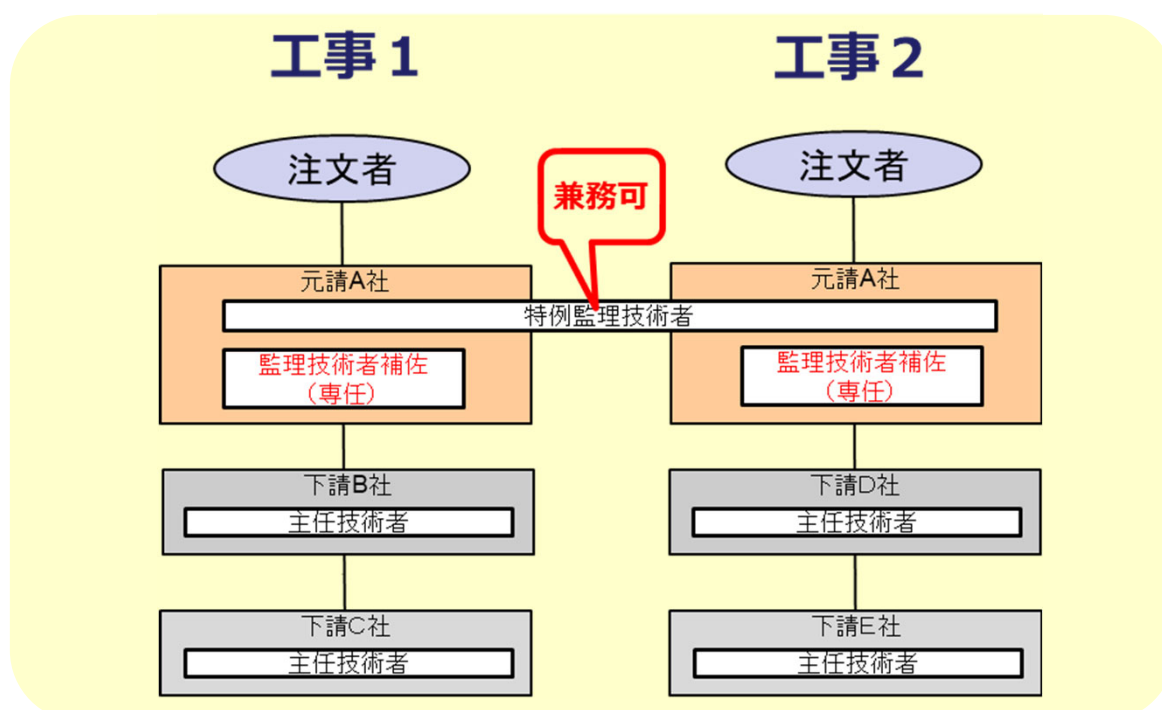 工事1
工事2
注文者
注文者
兼務可
元請A社
元請A社
特例監理技術者
監理技術者補佐
（専任）
監理技術者補佐
（専任）
下請B社
主任技術者
下請D社
主任技術者
下請C社
主任技術者
下請E社
主任技術者